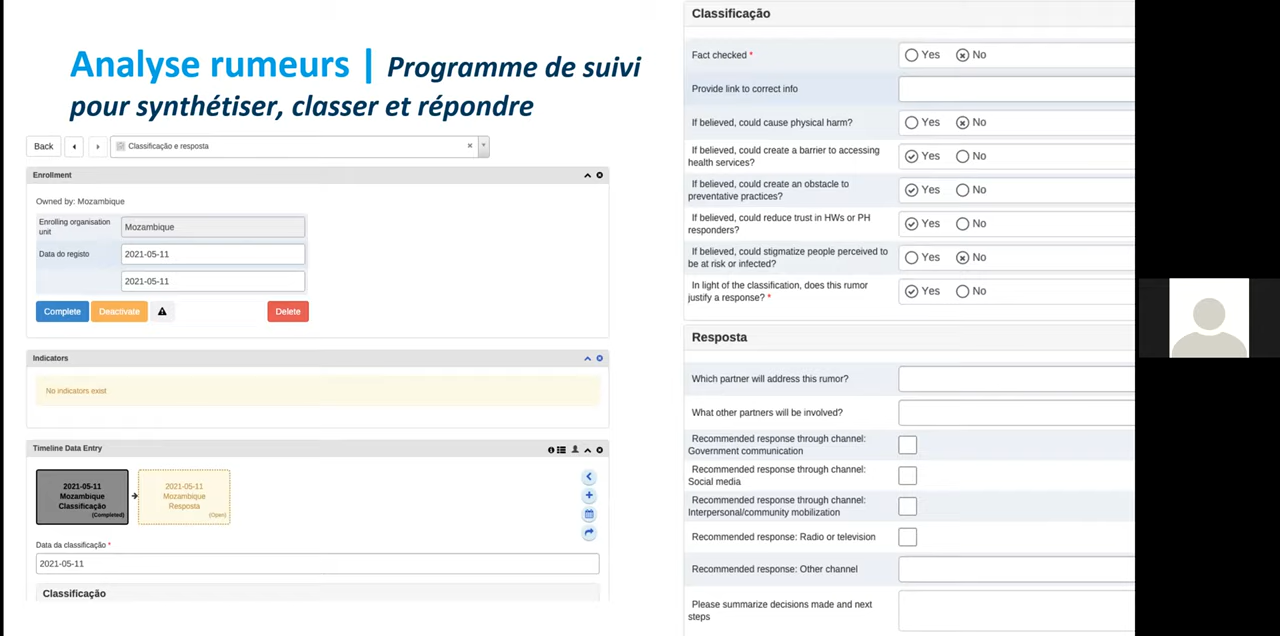 Analyse rumeurs | Programme de suivi
pour synthétiser, classer et répondre
Back
Classificação e resposta
Enrollment
Owned by: Mozambique
Enrolling organisation
unit
Mozambique
Data do registo
2021-05-11
2021-05-11
Complete
Deactivate
Delete
Indicators
No indicators exist
Timeline Data Entry
2021-05-11
Mozambique
Classificação
(Completed)
2021-05-11
Mozambique
Resposta
(Open)
Data da classificação *
2021-05-11
Classificação
Classificação
Fact checked *
Yes No
Provide link to correct info
If believed, could cause physical harm?
Yes No
If believed, could create a barrier to accessing
health services?
Yes No
If believed, could create an obstacle to
preventative practices?
Yes No
If believed, could reduce trust in HWs or PH
responders?
Yes No
If believed, could stigmatize people perceived to
be at risk or infected?
Yes No
In light of the classification, does this rumor
justify a response? *
Yes No
Resposta
Which partner will address this rumor?
What other partners will be involved?
Recommended response through channel:
Government communication
Recommended response through channel:
Social media
Recommended response through channel:
Interpersonal/community mobilization
Recommended response: Radio or television
Recommended response: Other channel
Please summarize decisions made and next
steps